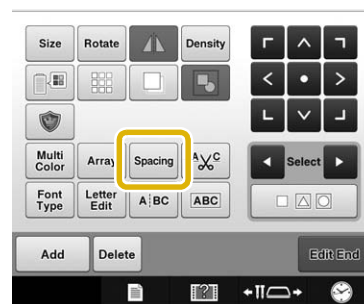 Size Rotate Density
Multi Color Array Spacing A C
Font Type Letter Edit A BC ABC
Select
Add Delete Edit End
?